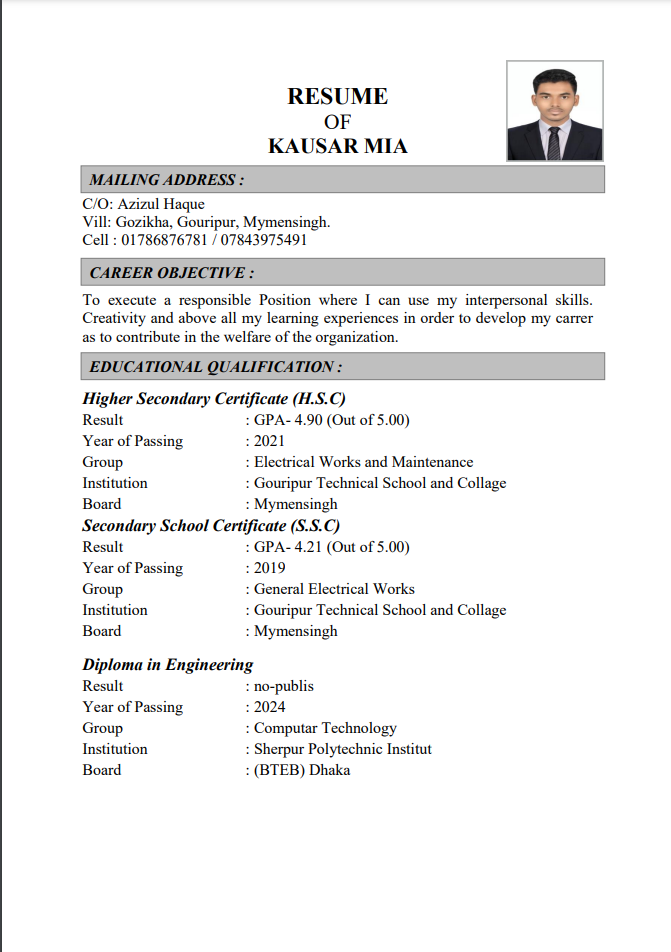 RESUME
OF
KAUSAR MIA
MAILING ADDRESS :
C/O: Azizul Haque
Vill: Gozikha, Gouripur, Mymensingh.
Cell : 01786876781 / 07843975491
CAREER OBJECTIVE :
To execute a responsible Position where I can use my interpersonal skills.
Creativity and above all my learning experiences in order to develop my carrer
as to contribute in the welfare of the organization.
EDUCATIONAL QUALIFICATION :
Higher Secondary Certificate (H.S.C)
Result : GPA- 4.90 (Out of 5.00)
Year of Passing : 2021
Group : Electrical Works and Maintenance
Institution : Gouripur Technical School and Collage
Board : Mymensingh
Secondary School Certificate (S.S.C)
Result : GPA- 4.21 (Out of 5.00)
Year of Passing : 2019
Group : General Electrical Works
Institution : Gouripur Technical School and Collage
Board : Mymensingh
Diploma in Engineering
Result : no-publis
Year of Passing : 2024
Group : Computar Technology
Institution : Sherpur Polytechnic Institut
Board : (BTEB) Dhaka